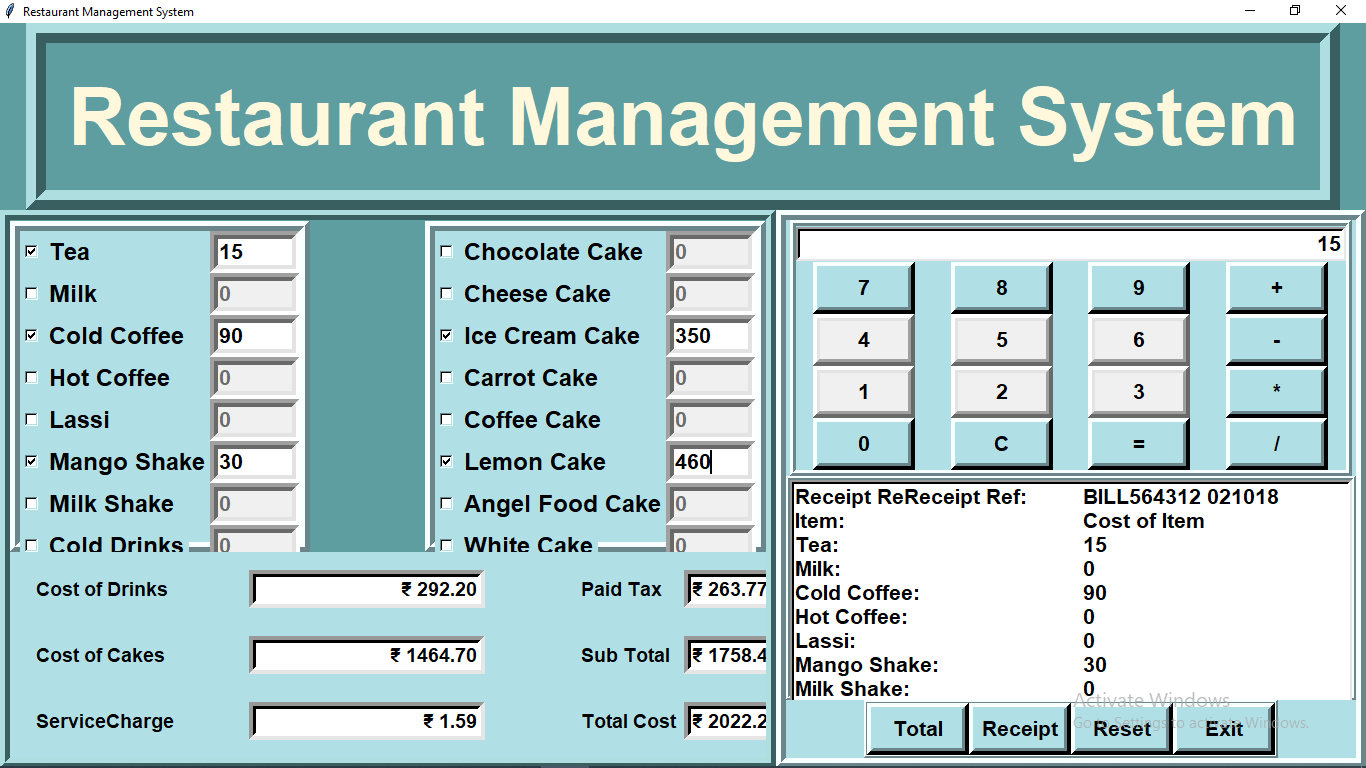 Restaurant Management System
Restaurant Management System
Tea 15
Milk 0
Cold Coffee 90
Hot Coffee 0
Lassi 0
Mango Shake 30
Milk Shake 0
Cold Drinks 0
Chocolate Cake 0
Cheese Cake 0
Ice Cream Cake 350
Carrot Cake 0
Coffee Cake 0
Lemon Cake 460
Angel Food Cake 0
White Cake 0
Cost of Drinks ₹ 292.20
Cost of Cakes ₹ 1464.70
ServiceCharge ₹ 1.59
Paid Tax ₹ 263.77
Sub Total ₹ 1758.4
Total Cost ₹ 2022.2
15
7 8 9 +
4 5 6 -
1 2 3 *
0 C = /
Receipt ReReceipt Ref: BILL564312 021018
Item: Cost of Item
Tea: 15
Milk: 0
Cold Coffee: 90
Hot Coffee: 0
Lassi: 0
Mango Shake: 30
Milk Shake: 0
Total Receipt Reset Exit
Activate Windows
Go to Settings to activate Windows.